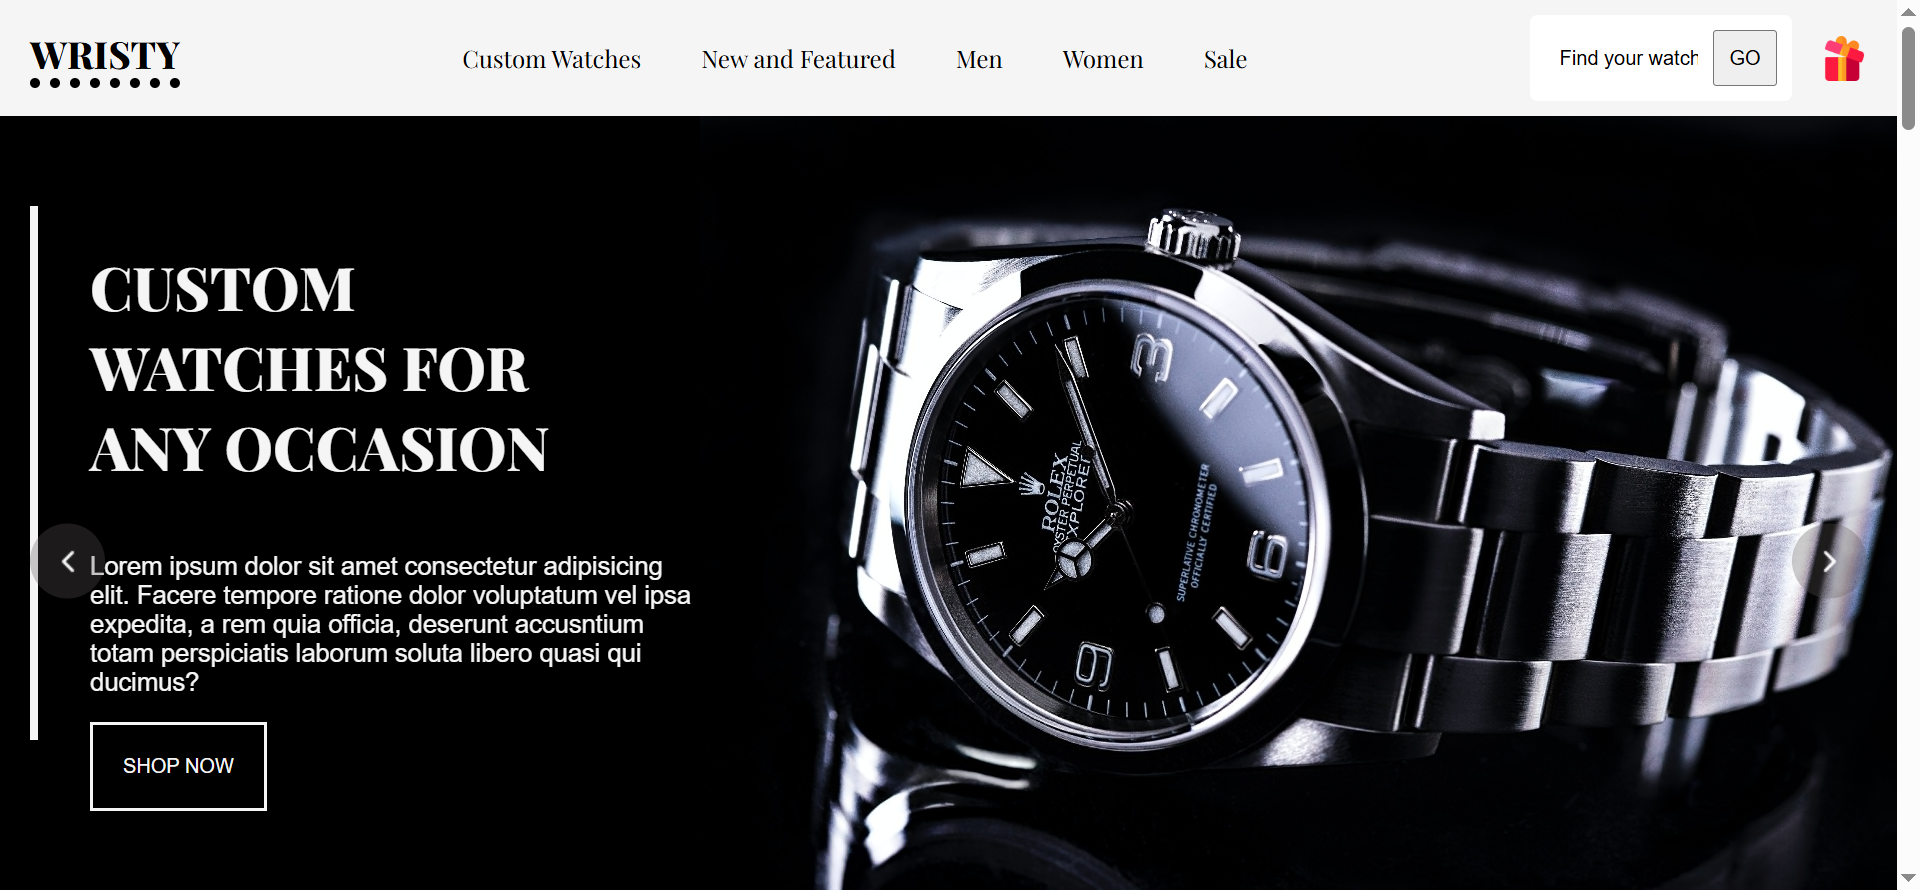 WRISTY
Custom Watches
New and Featured
Men
Women
Sale
Find your watch
GO
CUSTOM
WATCHES FOR
ANY OCCASION
Lorem ipsum dolor sit amet consectetur adipisicing
elit. Facere tempore ratione dolor voluptatum vel ipsa
expedita, a rem quia officia, deserunt accusntium
totam perspiciatis laborum soluta libero quasi qui
ducimus?
SHOP NOW
3
6
9
ROLEX
OYSTER PERPETUAL
EXPLORER
SUPERLATIVE CHRONOMETER
OFFICIALLY CERTIFIED